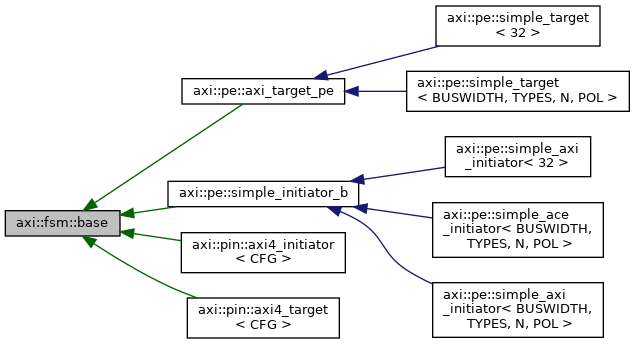 axi::pe::simple_target
< 32 >
axi::pe::axi_target_pe
axi::pe::simple_target
< BUSWIDTH, TYPES, N, POL >
axi::pe::simple_axi
_initiator< 32 >
axi::pe::simple_initiator_b
axi::fsm::base
axi::pe::simple_ace
_initiator< BUSWIDTH,
TYPES, N, POL >
axi::pin::axi4_initiator
< CFG >
axi::pe::simple_axi
_initiator< BUSWIDTH,
TYPES, N, POL >
axi::pin::axi4_target
< CFG >